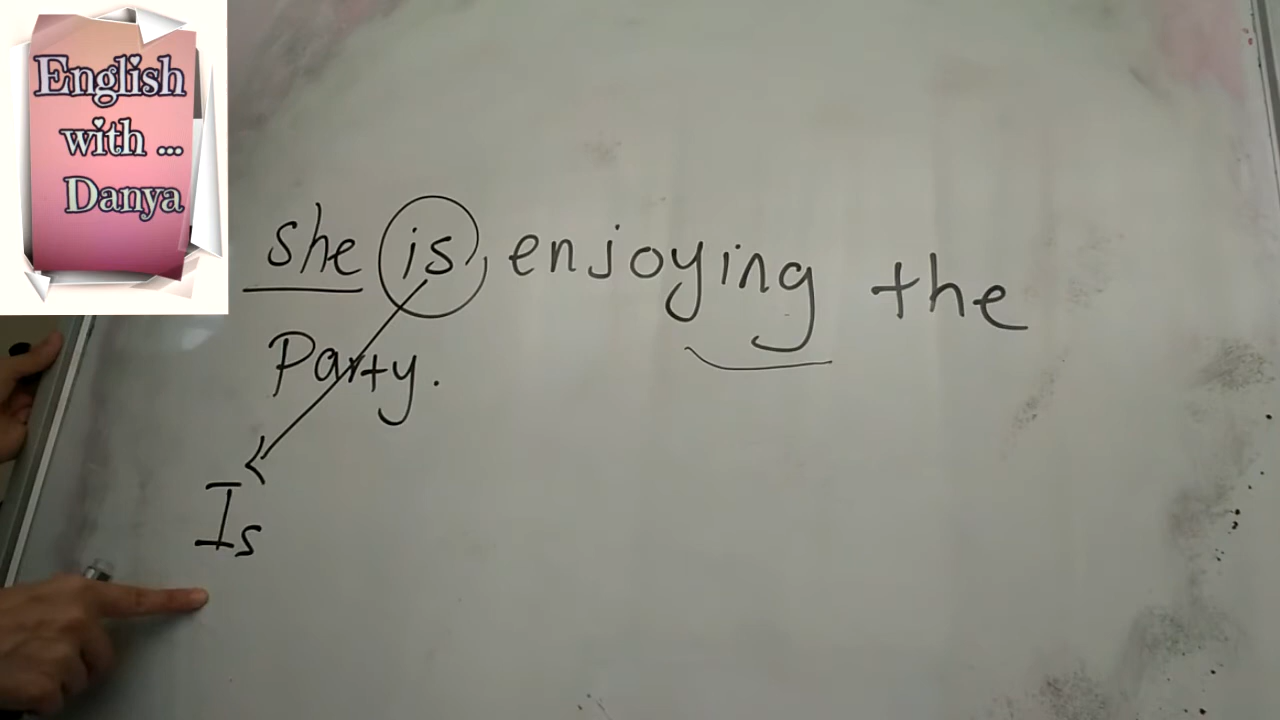 English
with ...
Danya
she is, enjoying the
Party.
Is